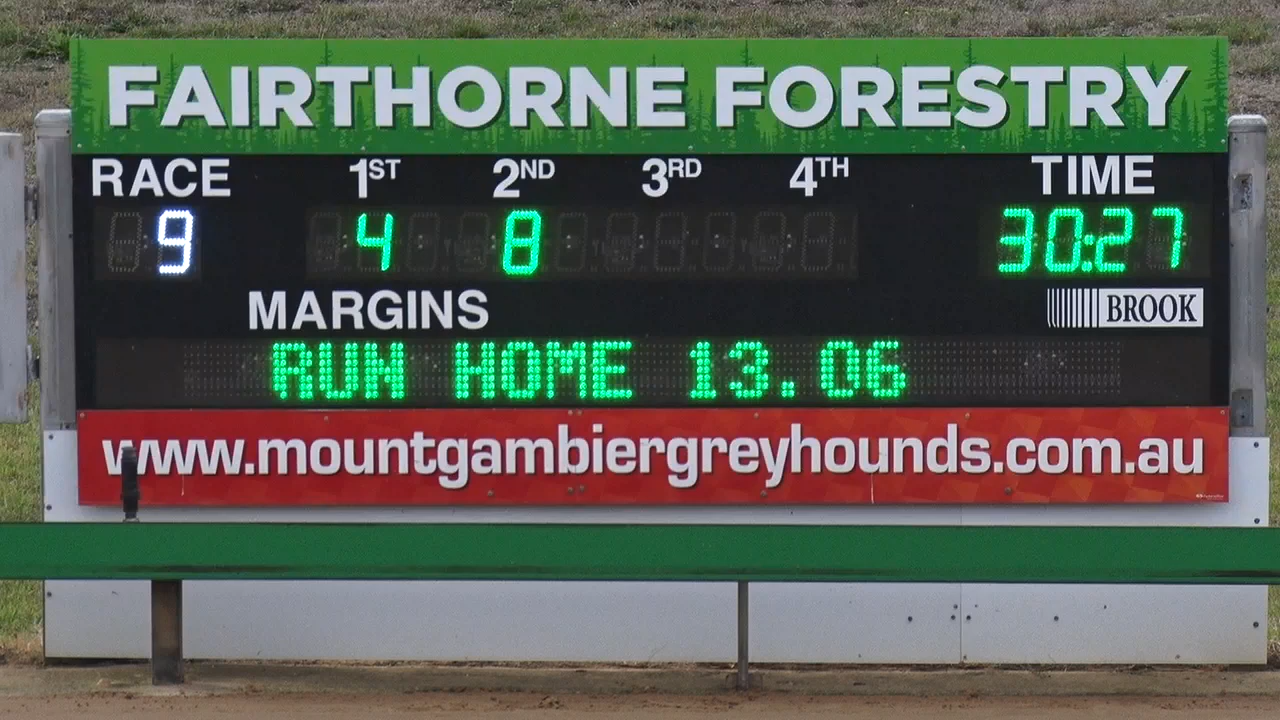 FAIRTHORNE FORESTRY
RACE 1ST 2ND 3RD 4TH TIME
9 4 8 30:27
MARGINS BROOK
RUN HOME 13.06
www.mountgambiergreyhounds.com.au